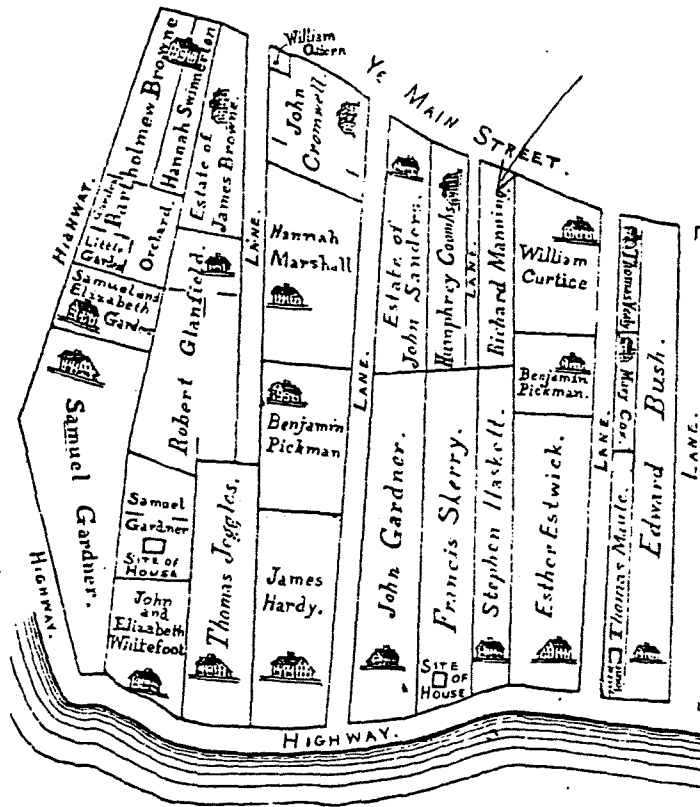 YE MAIN STREET.
HIGHWAY.
Bartholmew Browne
Hannah Swinnerton
Estate of
James Browne.
Garden
Little
Garden
Orchard.
Samuel and
Elizabeth
Gardner
Robert Glanfield.
LANE.
William
John
Cromwell.
Hannah
Marshall
Benjamin
Pickman
James
Hardy.
LANE.
Samuel Gardner.
HIGHWAY.
Samuel
Gardner
SITE OF
HOUSE
John
and
Elizabeth
Whitefoot
Thomas Jeggles.
Estate of
John Sanders.
Humphrey Coombs
LANE.
Richard Manning
William
Curtice
Benjamin
Pickman.
John Gardner.
Francis Skerry.
SITE
OF
HOUSE
Stephen Haskett.
Esther Estwick.
LANE.
Mary Cox.
Thomas Maule.
Edward Bush.
LANE.
HIGHWAY.